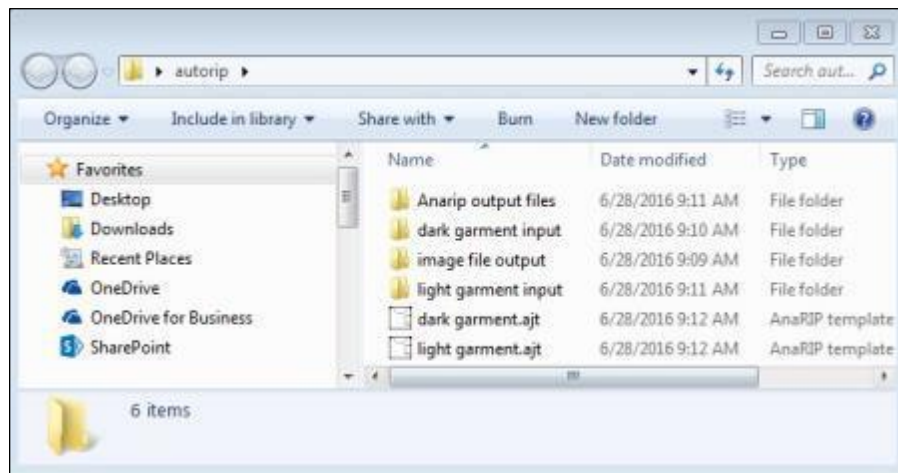 autorip
Search aut...
Organize Include in library Share with Burn New folder
Favorites
Desktop
Downloads
Recent Places
OneDrive
OneDrive for Business
SharePoint
Name Date modified Type
Anarip output files 6/28/2016 9:11 AM File folder
dark garment input 6/28/2016 9:10 AM File folder
image file output 6/28/2016 9:09 AM File folder
light garment input 6/28/2016 9:11 AM File folder
dark garment.ajt 6/28/2016 9:12 AM AnaRIP template
light garment.ajt 6/28/2016 9:12 AM AnaRIP template
6 items